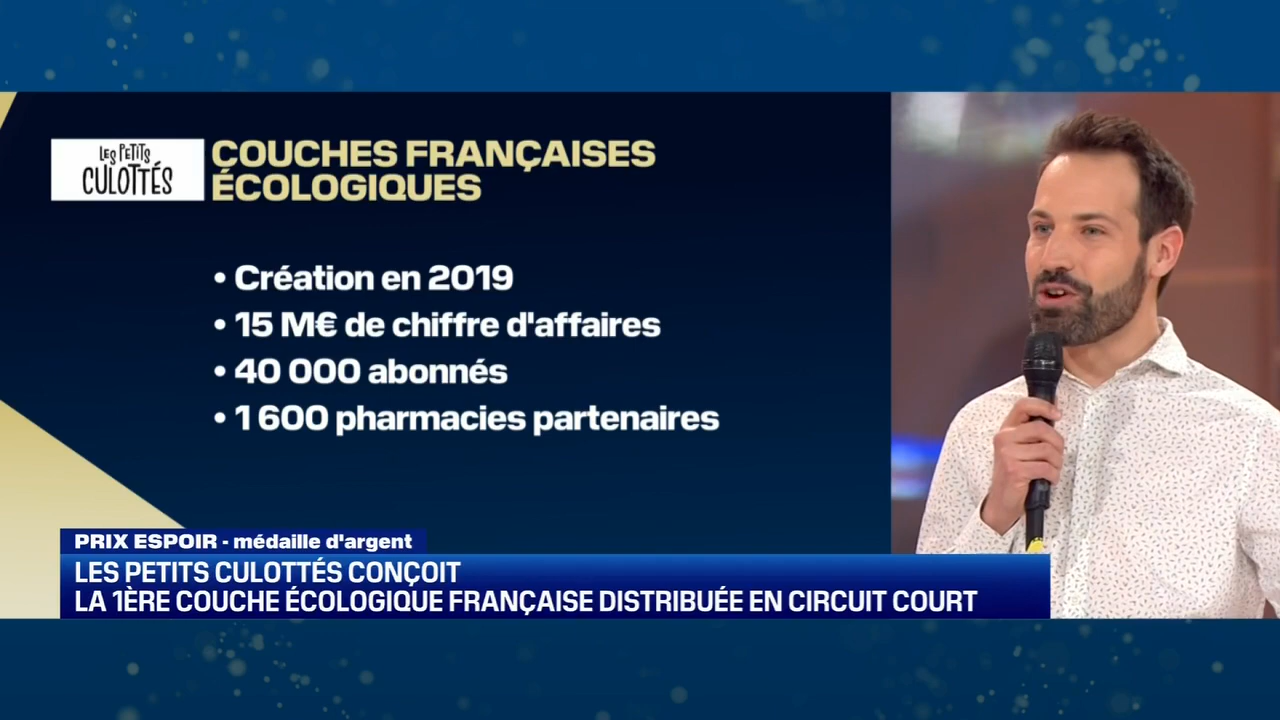 LES PETITS
CULOTTÉS
COUCHES FRANÇAISES
ÉCOLOGIQUES
• Création en 2019
• 15 M€ de chiffre d'affaires
• 40 000 abonnés
• 1 600 pharmacies partenaires
PRIX ESPOIR - médaille d'argent
LES PETITS CULOTTÉS CONÇOIT
LA 1ÈRE COUCHE ÉCOLOGIQUE FRANÇAISE DISTRIBUÉE EN CIRCUIT COURT